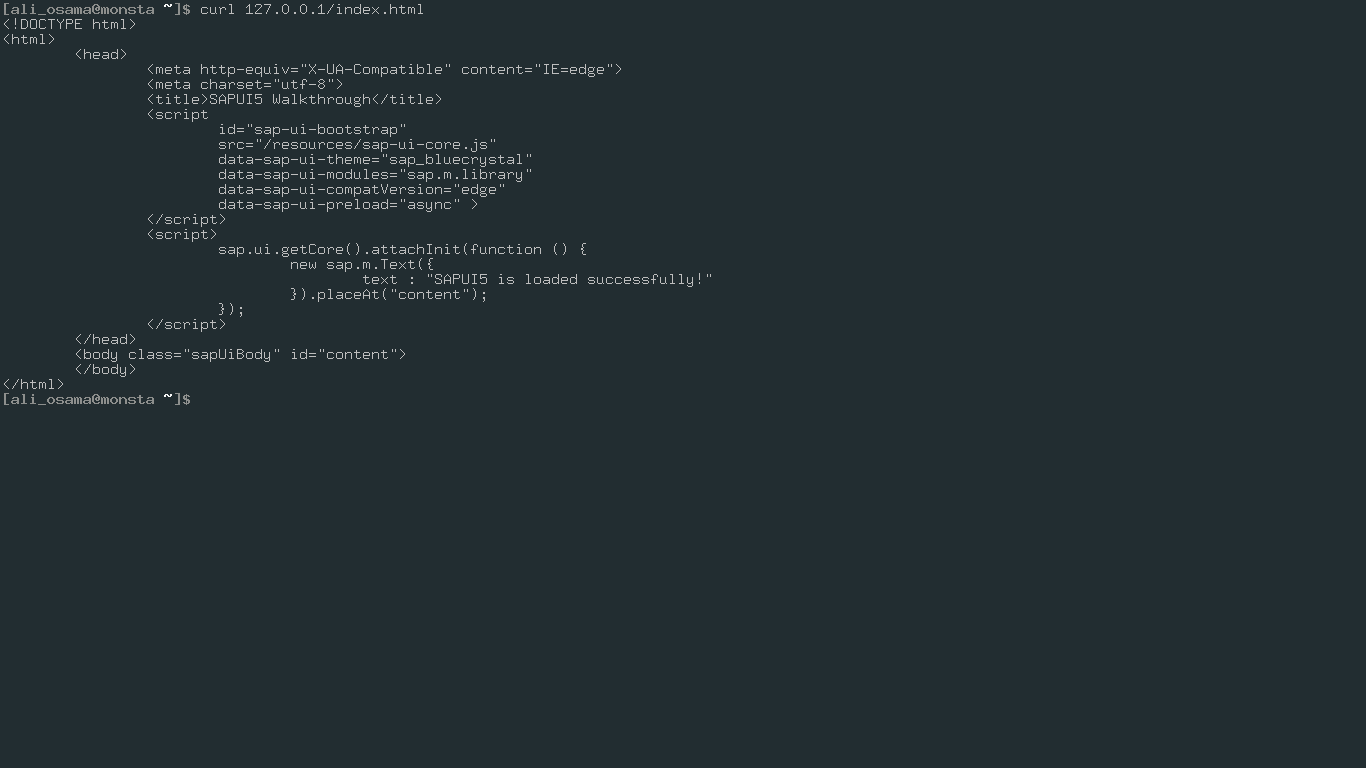 [ali_osama@monsta ~]$ curl 127.0.0.1/index.html
<!DOCTYPE html>
<html>
<head>
<meta http-equiv="X-UA-Compatible" content="IE=edge">
<meta charset="utf-8">
<title>SAPUI5 Walkthrough</title>
<script
id="sap-ui-bootstrap"
src="/resources/sap-ui-core.js"
data-sap-ui-theme="sap_bluecrystal"
data-sap-ui-modules="sap.m.library"
data-sap-ui-compatVersion="edge"
data-sap-ui-preload="async" >
</script>
<script>
sap.ui.getCore().attachInit(function () {
new sap.m.Text({
text : "SAPUI5 is loaded successfully!"
}).placeAt("content");
});
</script>
</head>
<body class="sapUiBody" id="content">
</body>
</html>
[ali_osama@monsta ~]$